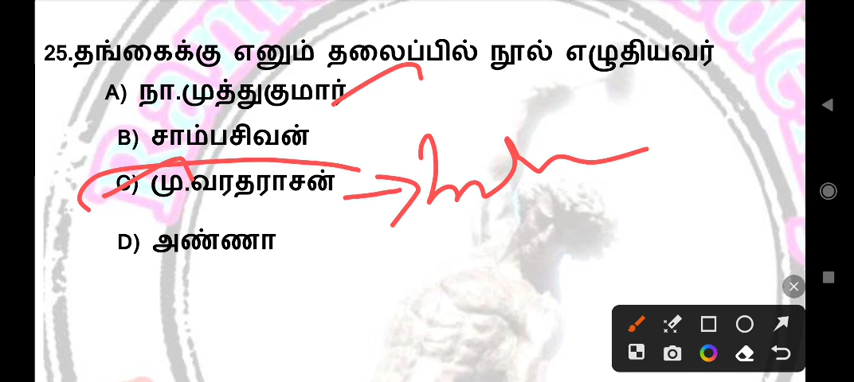 25.தங்கைக்கு எனும் தலைப்பில் நூல் எழுதியவர்
A) நா.முத்துகுமார்
B) சாம்பசிவன்
C) மு.வரதராசன்
D) அண்ணா